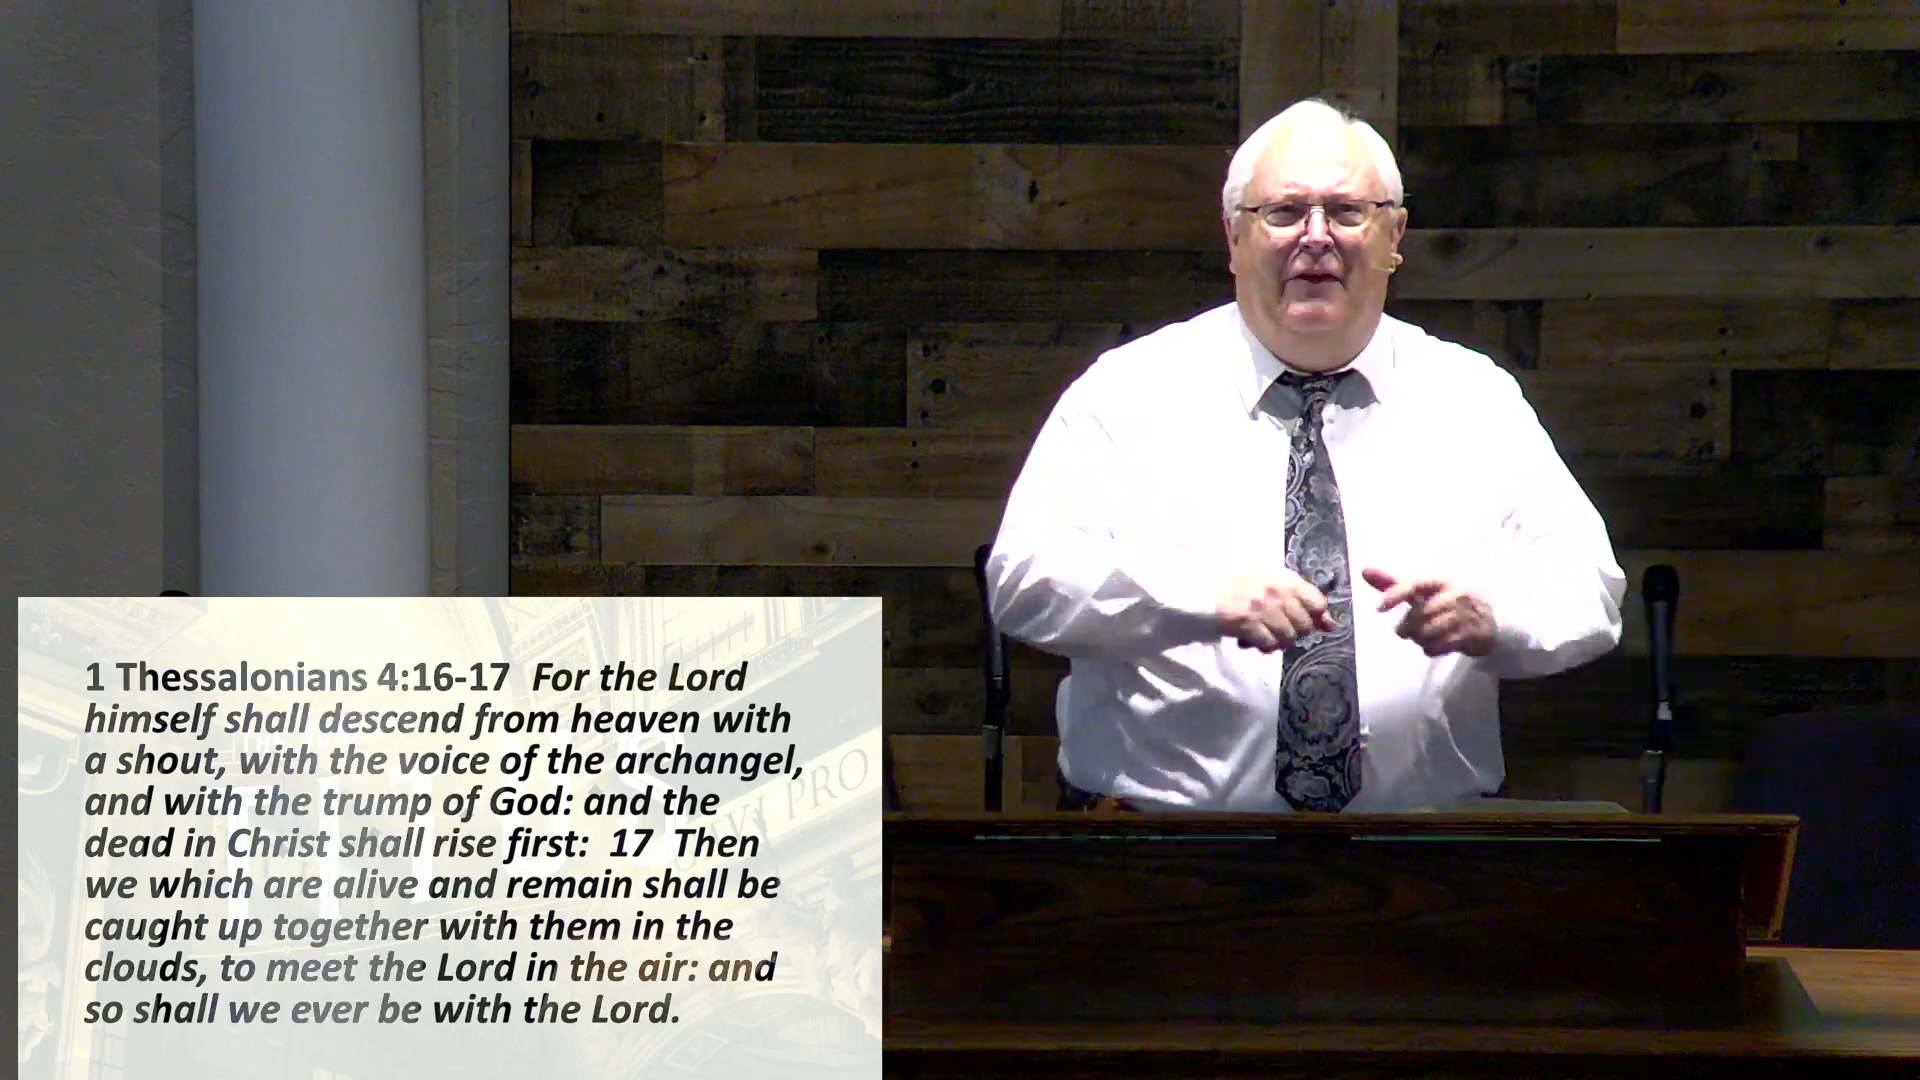 1 Thessalonians 4:16-17 For the Lord
himself shall descend from heaven with
a shout, with the voice of the archangel,
and with the trump of God: and the
dead in Christ shall rise first: 17 Then
we which are alive and remain shall be
caught up together with them in the
clouds, to meet the Lord in the air: and
so shall we ever be with the Lord.